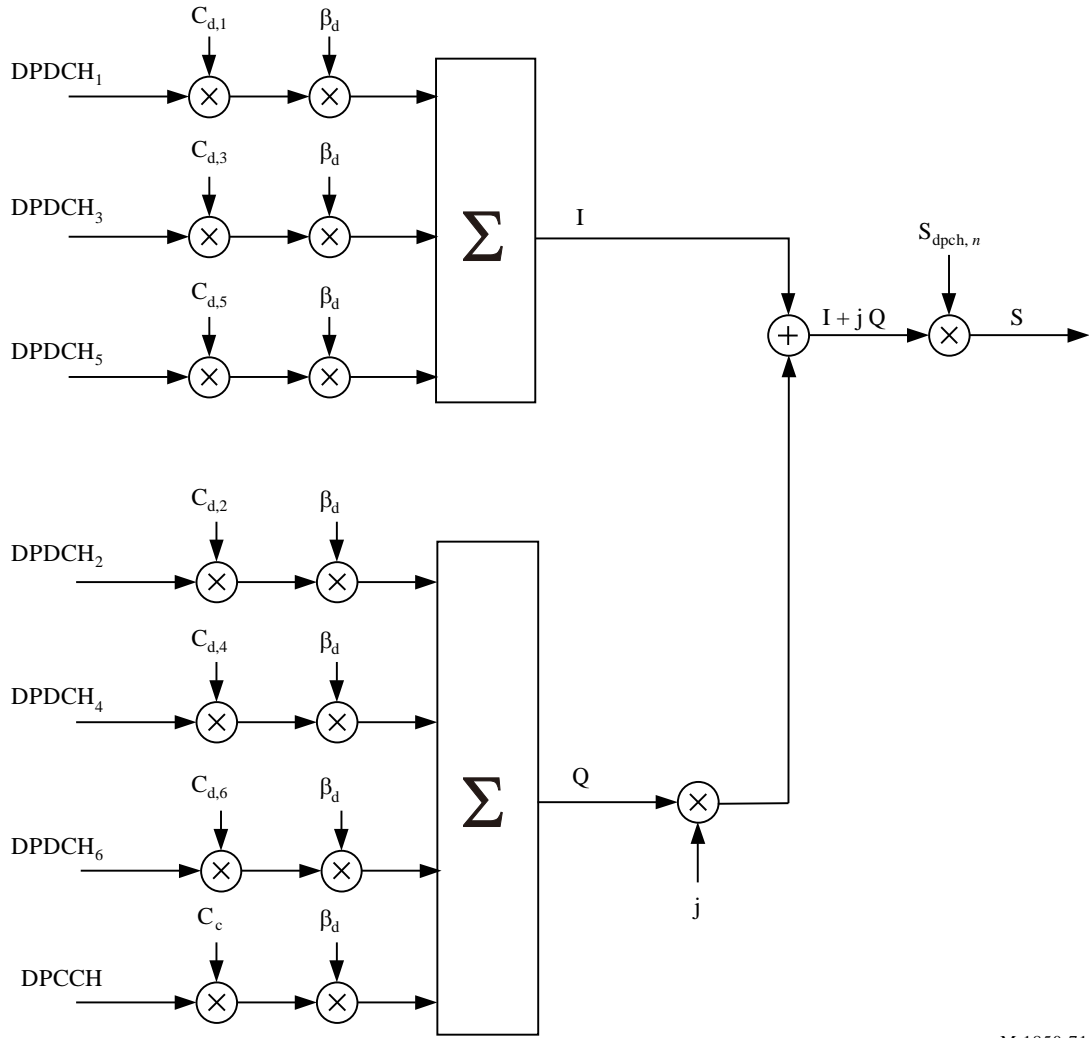 C_d,1 β_d
DPDCH_1
× ×
C_d,3 β_d
DPDCH_3
× ×
Σ
I
C_d,5 β_d
DPDCH_5
× ×
S_dpch, n
+
I + j Q
×
S
C_d,2 β_d
DPDCH_2
× ×
C_d,4 β_d
DPDCH_4
× ×
Σ
Q
×
j
C_d,6 β_d
DPDCH_6
× ×
C_c β_d
DPCCH
× ×